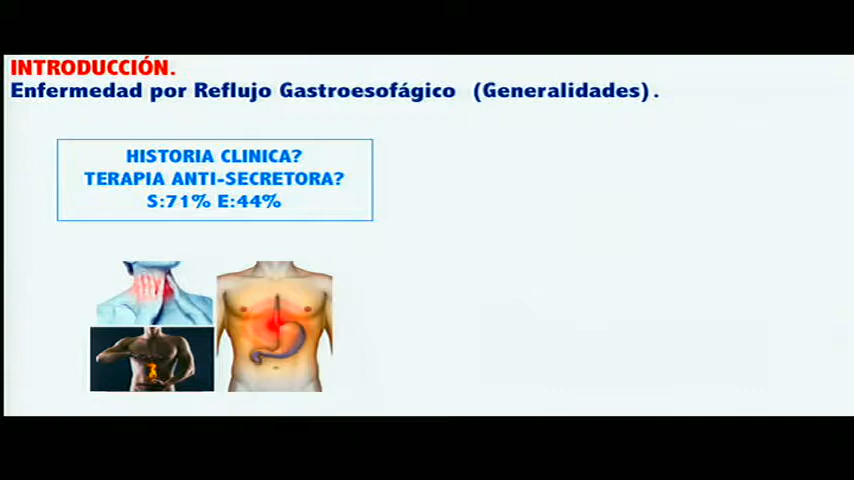 INTRODUCCIÓN.
Enfermedad por Reflujo Gastroesofágico (Generalidades).
HISTORIA CLINICA?
TERAPIA ANTI-SECRETORA?
S:71% E:44%